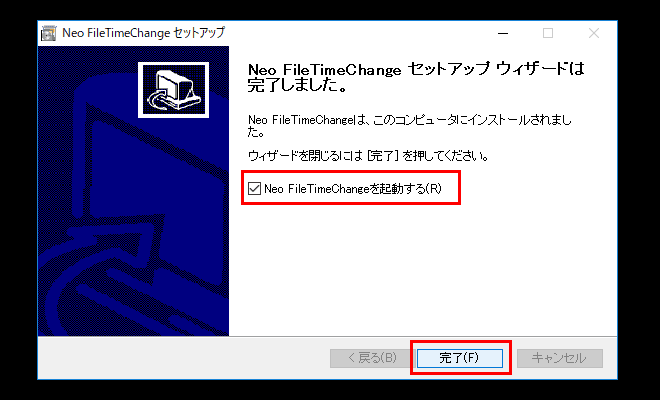 Neo FileTimeChange セットアップ
Neo FileTimeChange セットアップ ウィザードは
完了しました。
Neo FileTimeChangeは、このコンピュータにインストールされまし
た。
ウィザードを閉じるには [完了] を押してください。
Neo FileTimeChangeを起動する(R)
< 戻る(B)
完了(F)
キャンセル